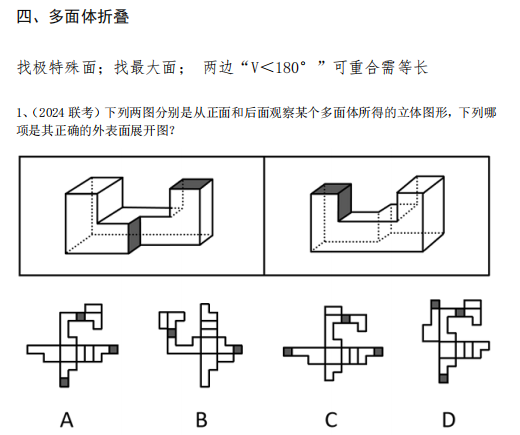 四、多面体折叠
找极特殊面；找最大面； 两边“V＜180°”可重合需等长
1、（2024 联考）下列两图分别是从正面和后面观察某个多面体所得的立体图形，下列哪
项是其正确的外表面展开图？
A B C D